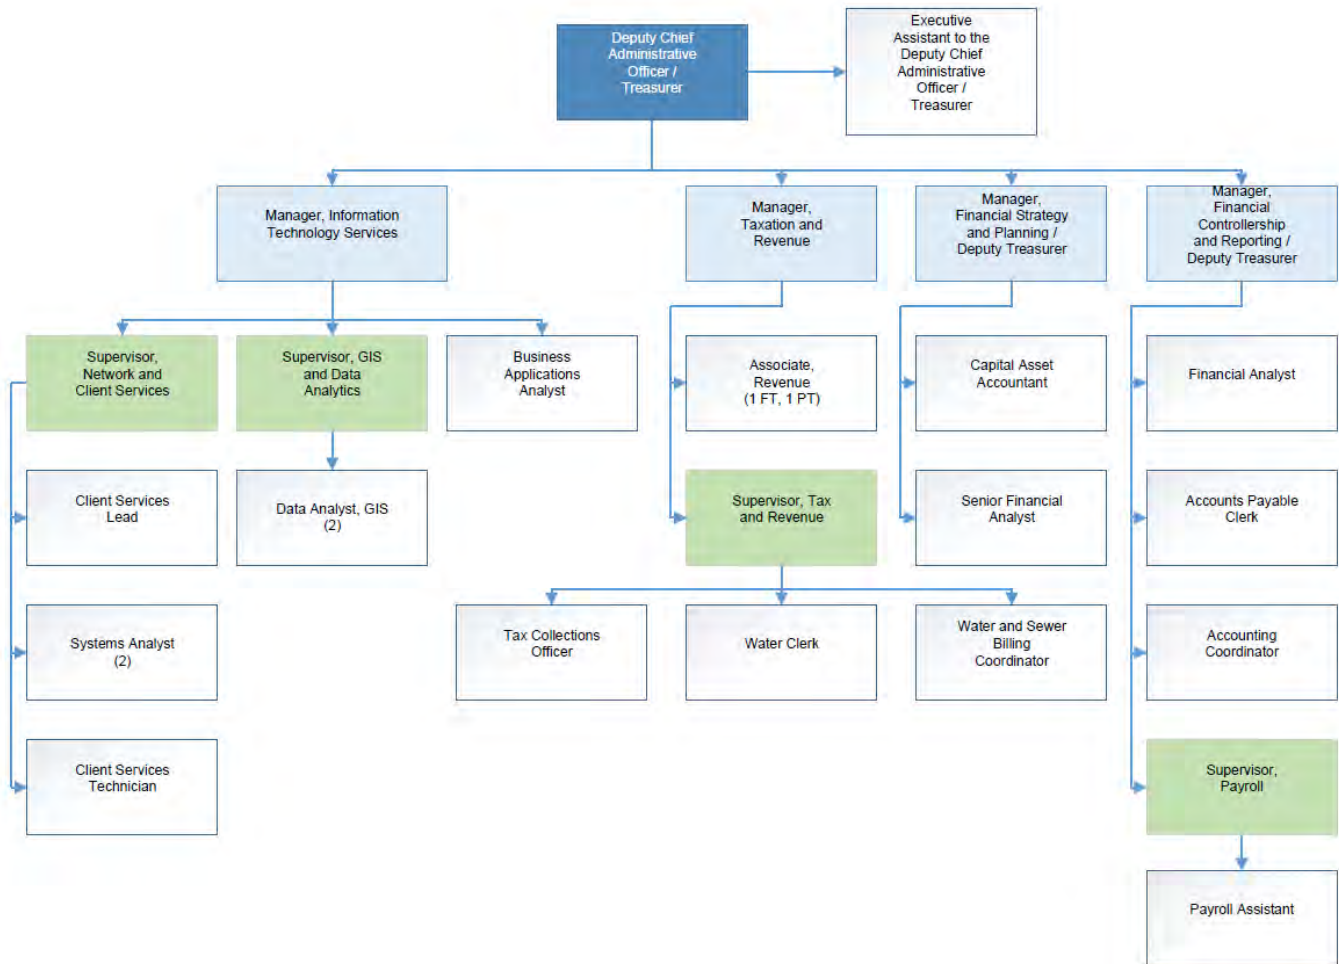 Deputy Chief
Administrative
Officer /
Treasurer
Executive
Assistant to the
Deputy Chief
Administrative
Officer /
Treasurer
Manager, Information
Technology Services
Manager,
Taxation and
Revenue
Manager,
Financial Strategy
and Planning /
Deputy Treasurer
Manager,
Financial
Controllership
and Reporting /
Deputy Treasurer
Supervisor,
Network and
Client Services
Supervisor, GIS
and Data
Analytics
Business
Applications
Analyst
Associate,
Revenue
(1 FT, 1 PT)
Capital Asset
Accountant
Financial Analyst
Client Services
Lead
Data Analyst, GIS
(2)
Supervisor, Tax
and Revenue
Senior Financial
Analyst
Accounts Payable
Clerk
Systems Analyst
(2)
Tax Collections
Officer
Water Clerk
Water and Sewer
Billing
Coordinator
Accounting
Coordinator
Client Services
Technician
Supervisor,
Payroll
Payroll Assistant